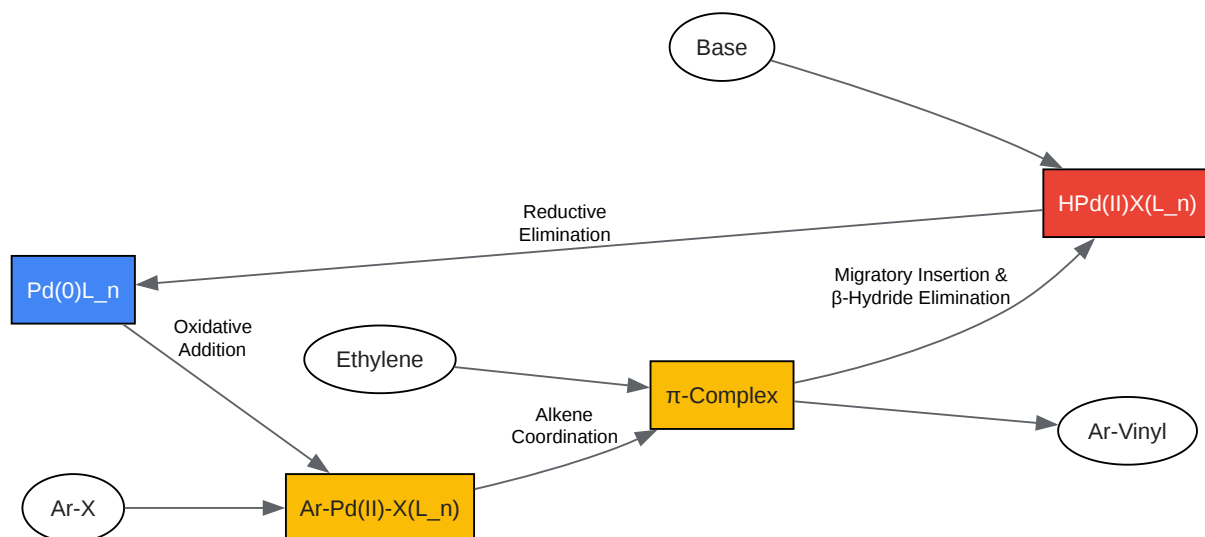 Base
HPd(II)X(L_n)
Reductive
Elimination
Migratory Insertion &
β-Hydride Elimination
Pd(0)L_n
Oxidative
Addition
Ethylene
π-Complex
Alkene
Coordination
Ar-Vinyl
Ar-X
Ar-Pd(II)-X(L_n)